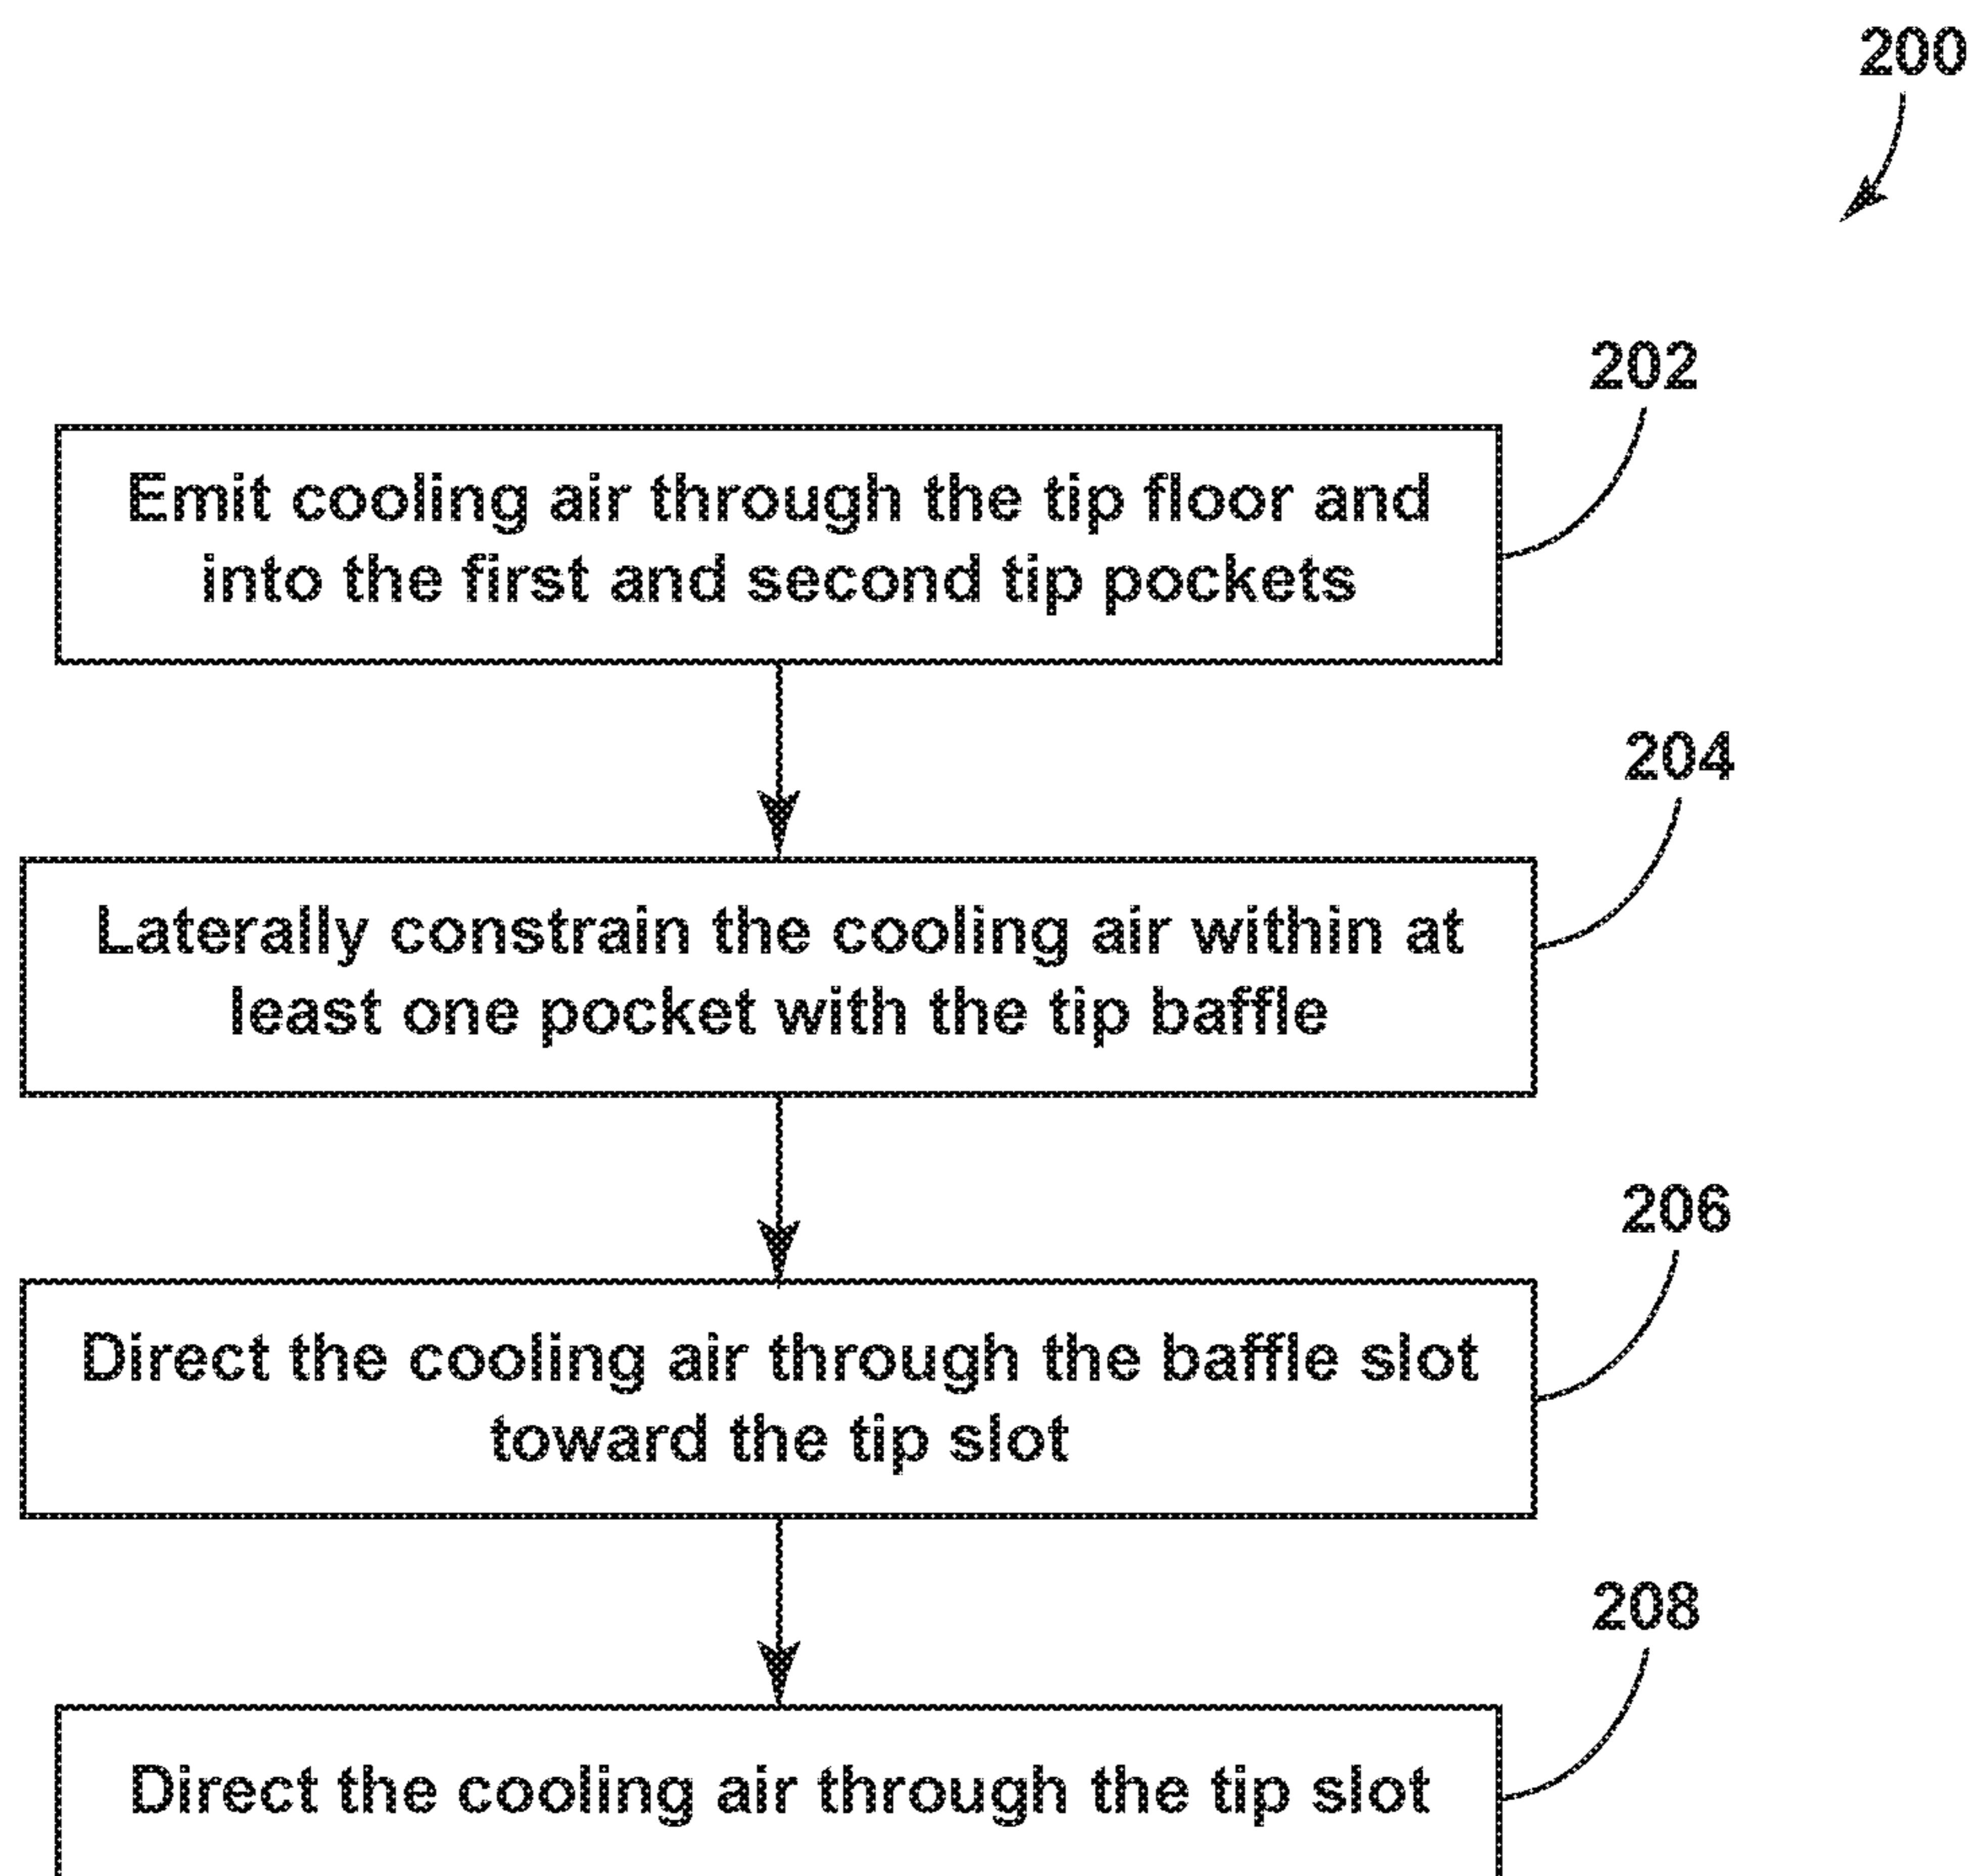 200
202
Emit cooling air through the tip floor and
into the first and second tip pockets
204
Laterally constrain the cooling air within at
least one pocket with the tip baffle
206
Direct the cooling air through the baffle slot
toward the tip slot
208
Direct the cooling air through the tip slot